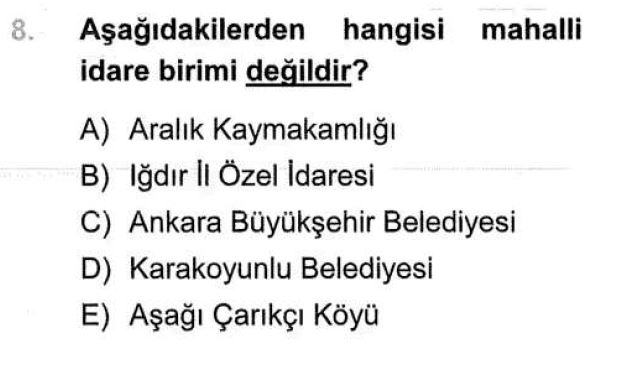 8. Aşağıdakilerden hangisi mahalli
idare birimi değildir?
A) Aralık Kaymakamlığı
B) Iğdır İl Özel İdaresi
C) Ankara Büyükşehir Belediyesi
D) Karakoyunlu Belediyesi
E) Aşağı Çarıkçı Köyü